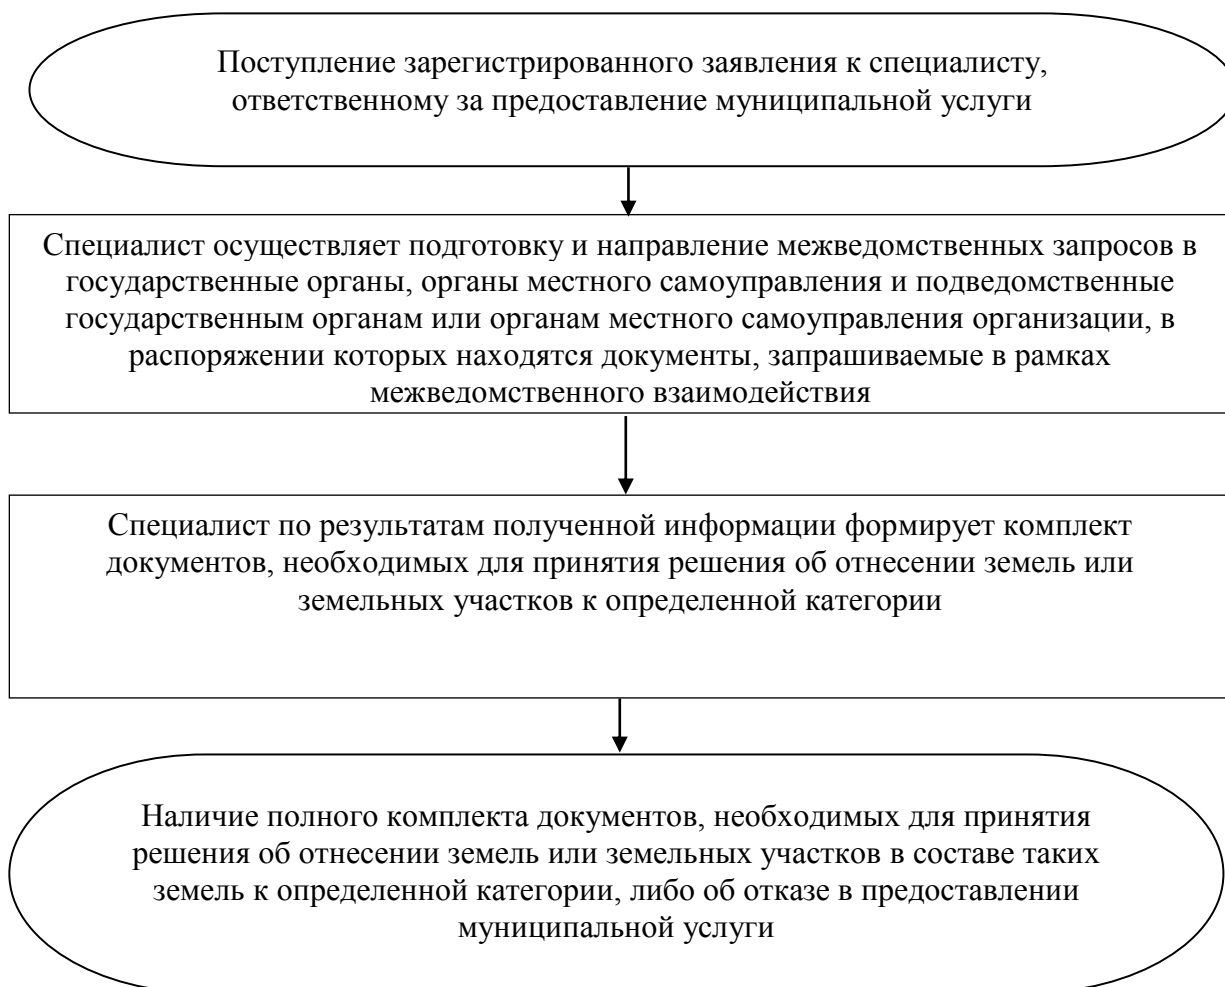 Поступление зарегистрированного заявления к специалисту,
ответственному за предоставление муниципальной услуги
Специалист осуществляет подготовку и направление межведомственных запросов в
государственные органы, органы местного самоуправления и подведомственные
государственным органам или органам местного самоуправления организации, в
распоряжении которых находятся документы, запрашиваемые в рамках
межведомственного взаимодействия
Специалист по результатам полученной информации формирует комплект
документов, необходимых для принятия решения об отнесении земель или
земельных участков к определенной категории
Наличие полного комплекта документов, необходимых для принятия
решения об отнесении земель или земельных участков в составе таких
земель к определенной категории, либо об отказе в предоставлении
муниципальной услуги